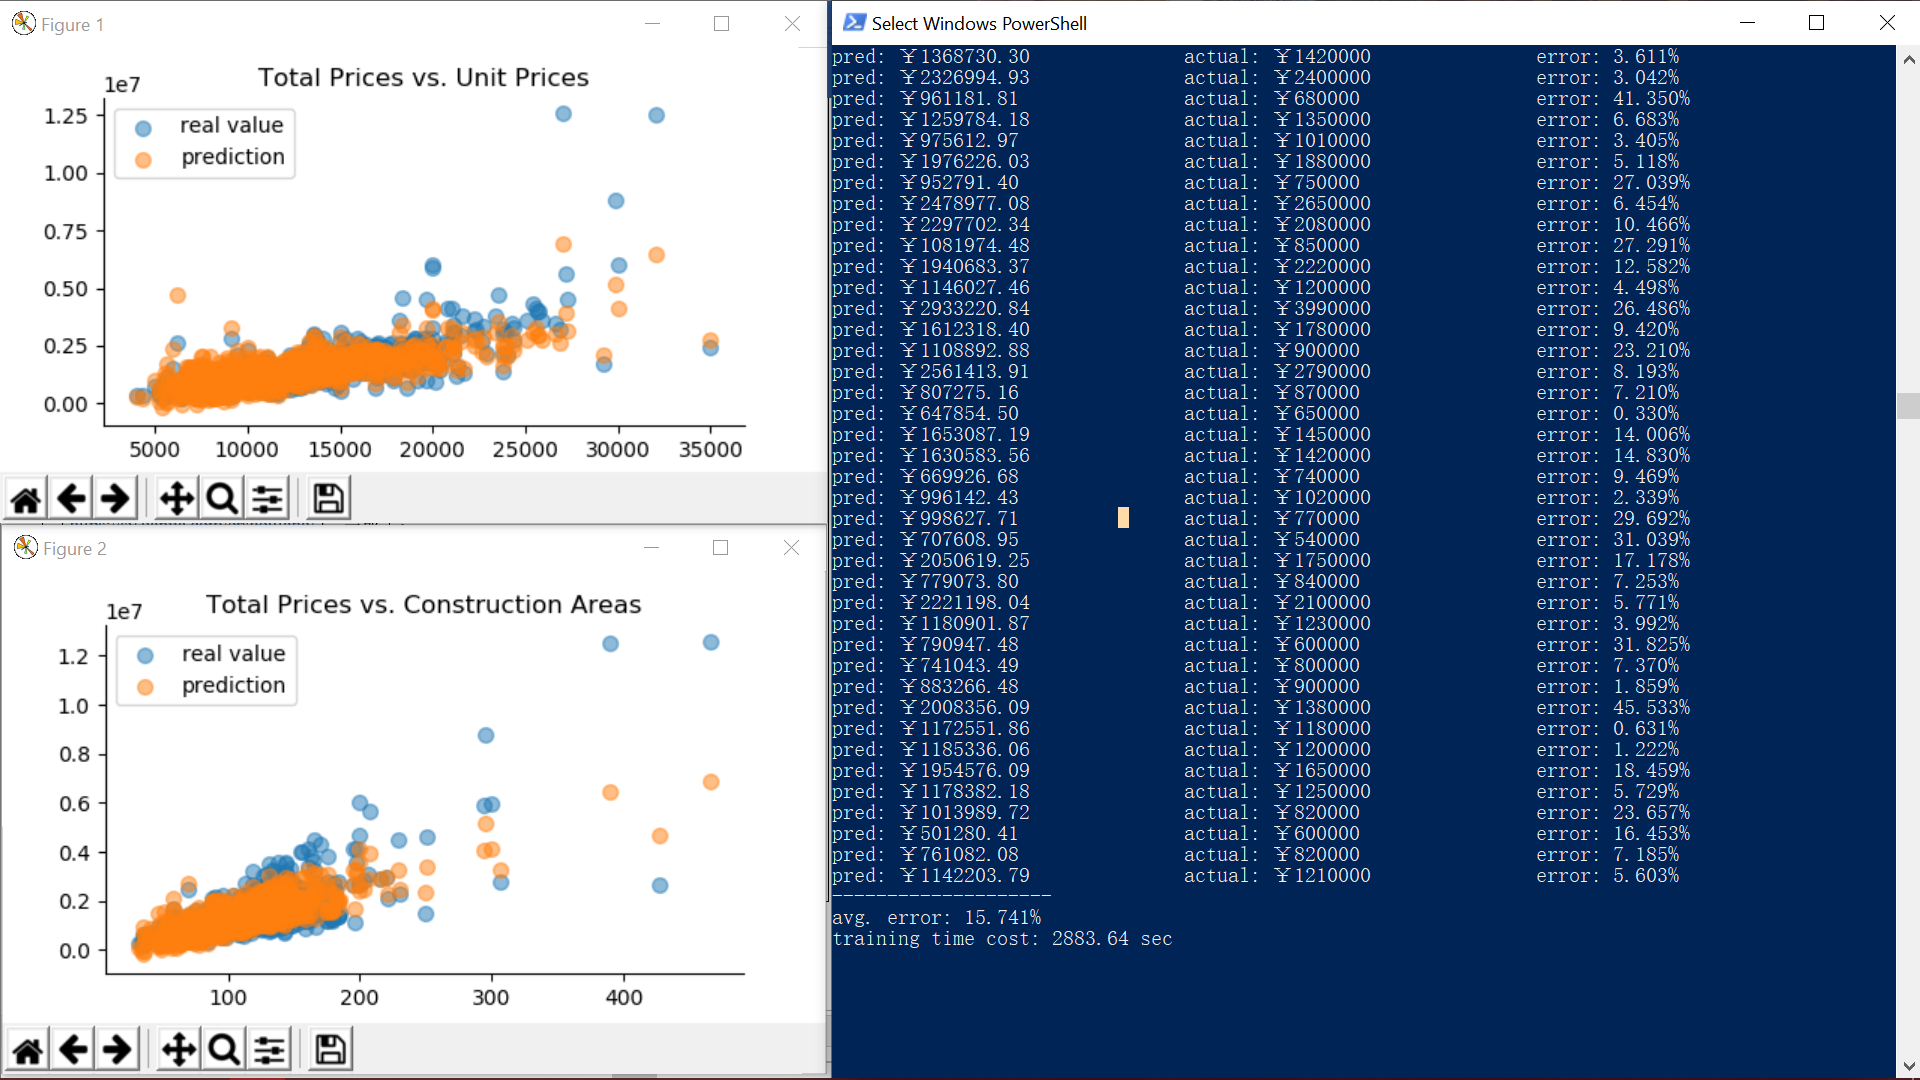 Figure 1
Total Prices vs. Unit Prices
1e7
real value
prediction
1.25
1.00
0.75
0.50
0.25
0.00
5000 10000 15000 20000 25000 30000 35000
Figure 2
Total Prices vs. Construction Areas
1e7
real value
prediction
1.2
1.0
0.8
0.6
0.4
0.2
0.0
100 200 300 400
Select Windows PowerShell
pred: ￥1368730.30 actual: ￥1420000 error: 3.611%
pred: ￥2326994.93 actual: ￥2400000 error: 3.042%
pred: ￥961181.81 actual: ￥680000 error: 41.350%
pred: ￥1259784.18 actual: ￥1350000 error: 6.683%
pred: ￥975612.97 actual: ￥1010000 error: 3.405%
pred: ￥1976226.03 actual: ￥1880000 error: 5.118%
pred: ￥952791.40 actual: ￥750000 error: 27.039%
pred: ￥2478977.08 actual: ￥2650000 error: 6.454%
pred: ￥2297702.34 actual: ￥2080000 error: 10.466%
pred: ￥1081974.48 actual: ￥850000 error: 27.291%
pred: ￥1940683.37 actual: ￥2220000 error: 12.582%
pred: ￥1146027.46 actual: ￥1200000 error: 4.498%
pred: ￥2933220.84 actual: ￥3990000 error: 26.486%
pred: ￥1612318.40 actual: ￥1780000 error: 9.420%
pred: ￥1108892.88 actual: ￥900000 error: 23.210%
pred: ￥2561413.91 actual: ￥2790000 error: 8.193%
pred: ￥807275.16 actual: ￥870000 error: 7.210%
pred: ￥647854.50 actual: ￥650000 error: 0.330%
pred: ￥1653087.19 actual: ￥1450000 error: 14.006%
pred: ￥1630583.56 actual: ￥1420000 error: 14.830%
pred: ￥669926.68 actual: ￥740000 error: 9.469%
pred: ￥996142.43 actual: ￥1020000 error: 2.339%
pred: ￥998627.71 actual: ￥770000 error: 29.692%
pred: ￥707608.95 actual: ￥540000 error: 31.039%
pred: ￥2050619.25 actual: ￥1750000 error: 17.178%
pred: ￥779073.80 actual: ￥840000 error: 7.253%
pred: ￥2221198.04 actual: ￥2100000 error: 5.771%
pred: ￥1180901.87 actual: ￥1230000 error: 3.992%
pred: ￥790947.48 actual: ￥600000 error: 31.825%
pred: ￥741043.49 actual: ￥800000 error: 7.370%
pred: ￥883266.48 actual: ￥900000 error: 1.859%
pred: ￥2008356.09 actual: ￥1380000 error: 45.533%
pred: ￥1172551.86 actual: ￥1180000 error: 0.631%
pred: ￥1185336.06 actual: ￥1200000 error: 1.222%
pred: ￥1954576.09 actual: ￥1650000 error: 18.459%
pred: ￥1178382.18 actual: ￥1250000 error: 5.729%
pred: ￥1013989.72 actual: ￥820000 error: 23.657%
pred: ￥501280.41 actual: ￥600000 error: 16.453%
pred: ￥761082.08 actual: ￥820000 error: 7.185%
pred: ￥1142203.79 actual: ￥1210000 error: 5.603%
--------------------
avg. error: 15.741%
training time cost: 2883.64 sec